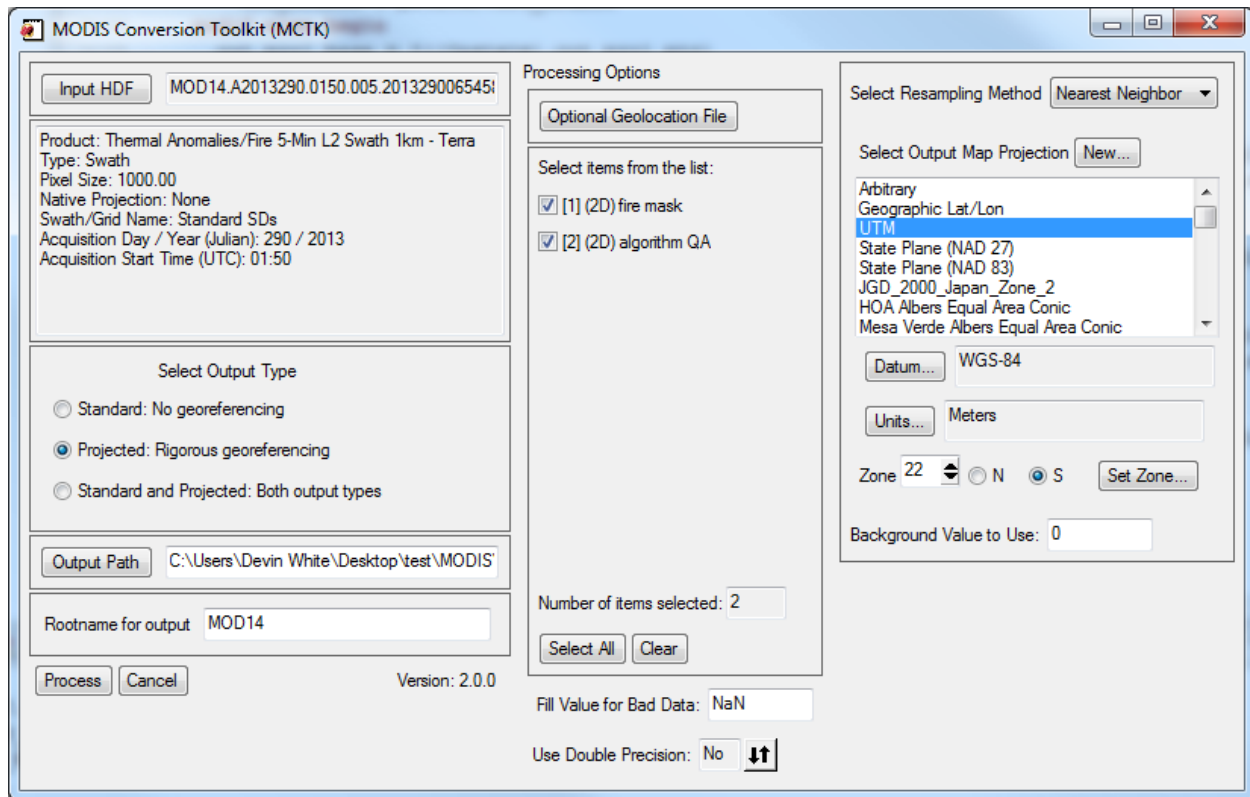 MODIS Conversion Toolkit (MCTK)
Input HDF
MOD14.A2013290.0150.005.2013290065458
Product: Thermal Anomalies/Fire 5-Min L2 Swath 1km - Terra
Type: Swath
Pixel Size: 1000.00
Native Projection: None
Swath/Grid Name: Standard SDs
Acquisition Day / Year (Julian): 290 / 2013
Acquisition Start Time (UTC): 01:50
Select Output Type
Standard: No georeferencing
Projected: Rigorous georeferencing
Standard and Projected: Both output types
Output Path
C:\Users\Devin White\Desktop\test\MODIS
Rootname for output
MOD14
Process
Cancel
Version: 2.0.0
Processing Options
Optional Geolocation File
Select items from the list:
[1] (2D) fire mask
[2] (2D) algorithm QA
Number of items selected: 2
Select All
Clear
Fill Value for Bad Data: NaN
Use Double Precision: No
Select Resampling Method
Nearest Neighbor
Select Output Map Projection
New...
Arbitrary
Geographic Lat/Lon
UTM
State Plane (NAD 27)
State Plane (NAD 83)
JGD_2000_Japan_Zone_2
HOA Albers Equal Area Conic
Mesa Verde Albers Equal Area Conic
Datum...
WGS-84
Units...
Meters
Zone 22
N
S
Set Zone...
Background Value to Use: 0